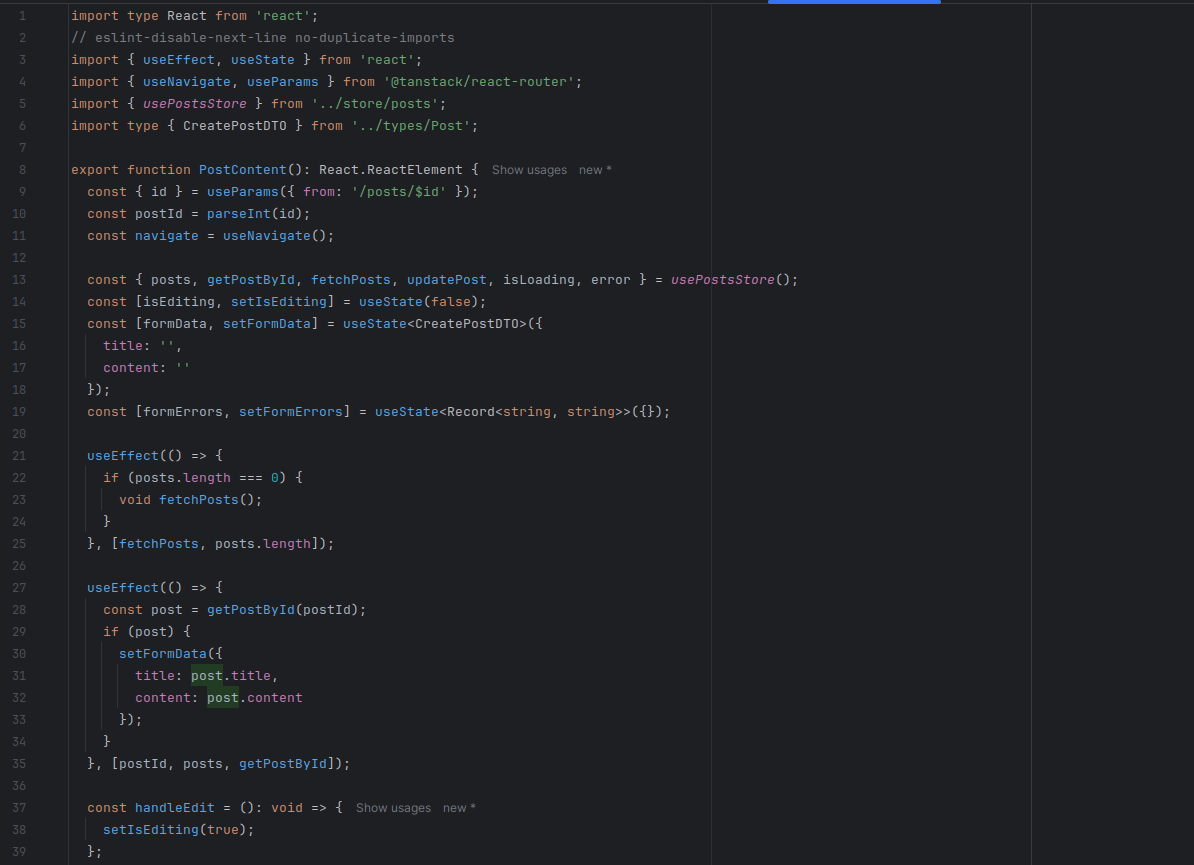 1 import type React from 'react';
2 // eslint-disable-next-line no-duplicate-imports
3 import { useEffect, useState } from 'react';
4 import { useNavigate, useParams } from '@tanstack/react-router';
5 import { usePostsStore } from '../store/posts';
6 import type { CreatePostDTO } from '../types/Post';
7
8 export function PostContent(): React.ReactElement { Show usages new *
9   const { id } = useParams({ from: '/posts/$id' });
10   const postId = parseInt(id);
11   const navigate = useNavigate();
12
13   const { posts, getPostById, fetchPosts, updatePost, isLoading, error } = usePostsStore();
14   const [isEditing, setIsEditing] = useState(false);
15   const [formData, setFormData] = useState<CreatePostDTO>({
16     title: '',
17     content: ''
18   });
19   const [formErrors, setFormErrors] = useState<Record<string, string>>({});
20
21   useEffect(() => {
22     if (posts.length === 0) {
23       void fetchPosts();
24     }
25   }, [fetchPosts, posts.length]);
26
27   useEffect(() => {
28     const post = getPostById(postId);
29     if (post) {
30       setFormData({
31         title: post.title,
32         content: post.content
33       });
34     }
35   }, [postId, posts, getPostById]);
36
37   const handleEdit = (): void => { Show usages new *
38     setIsEditing(true);
39   };